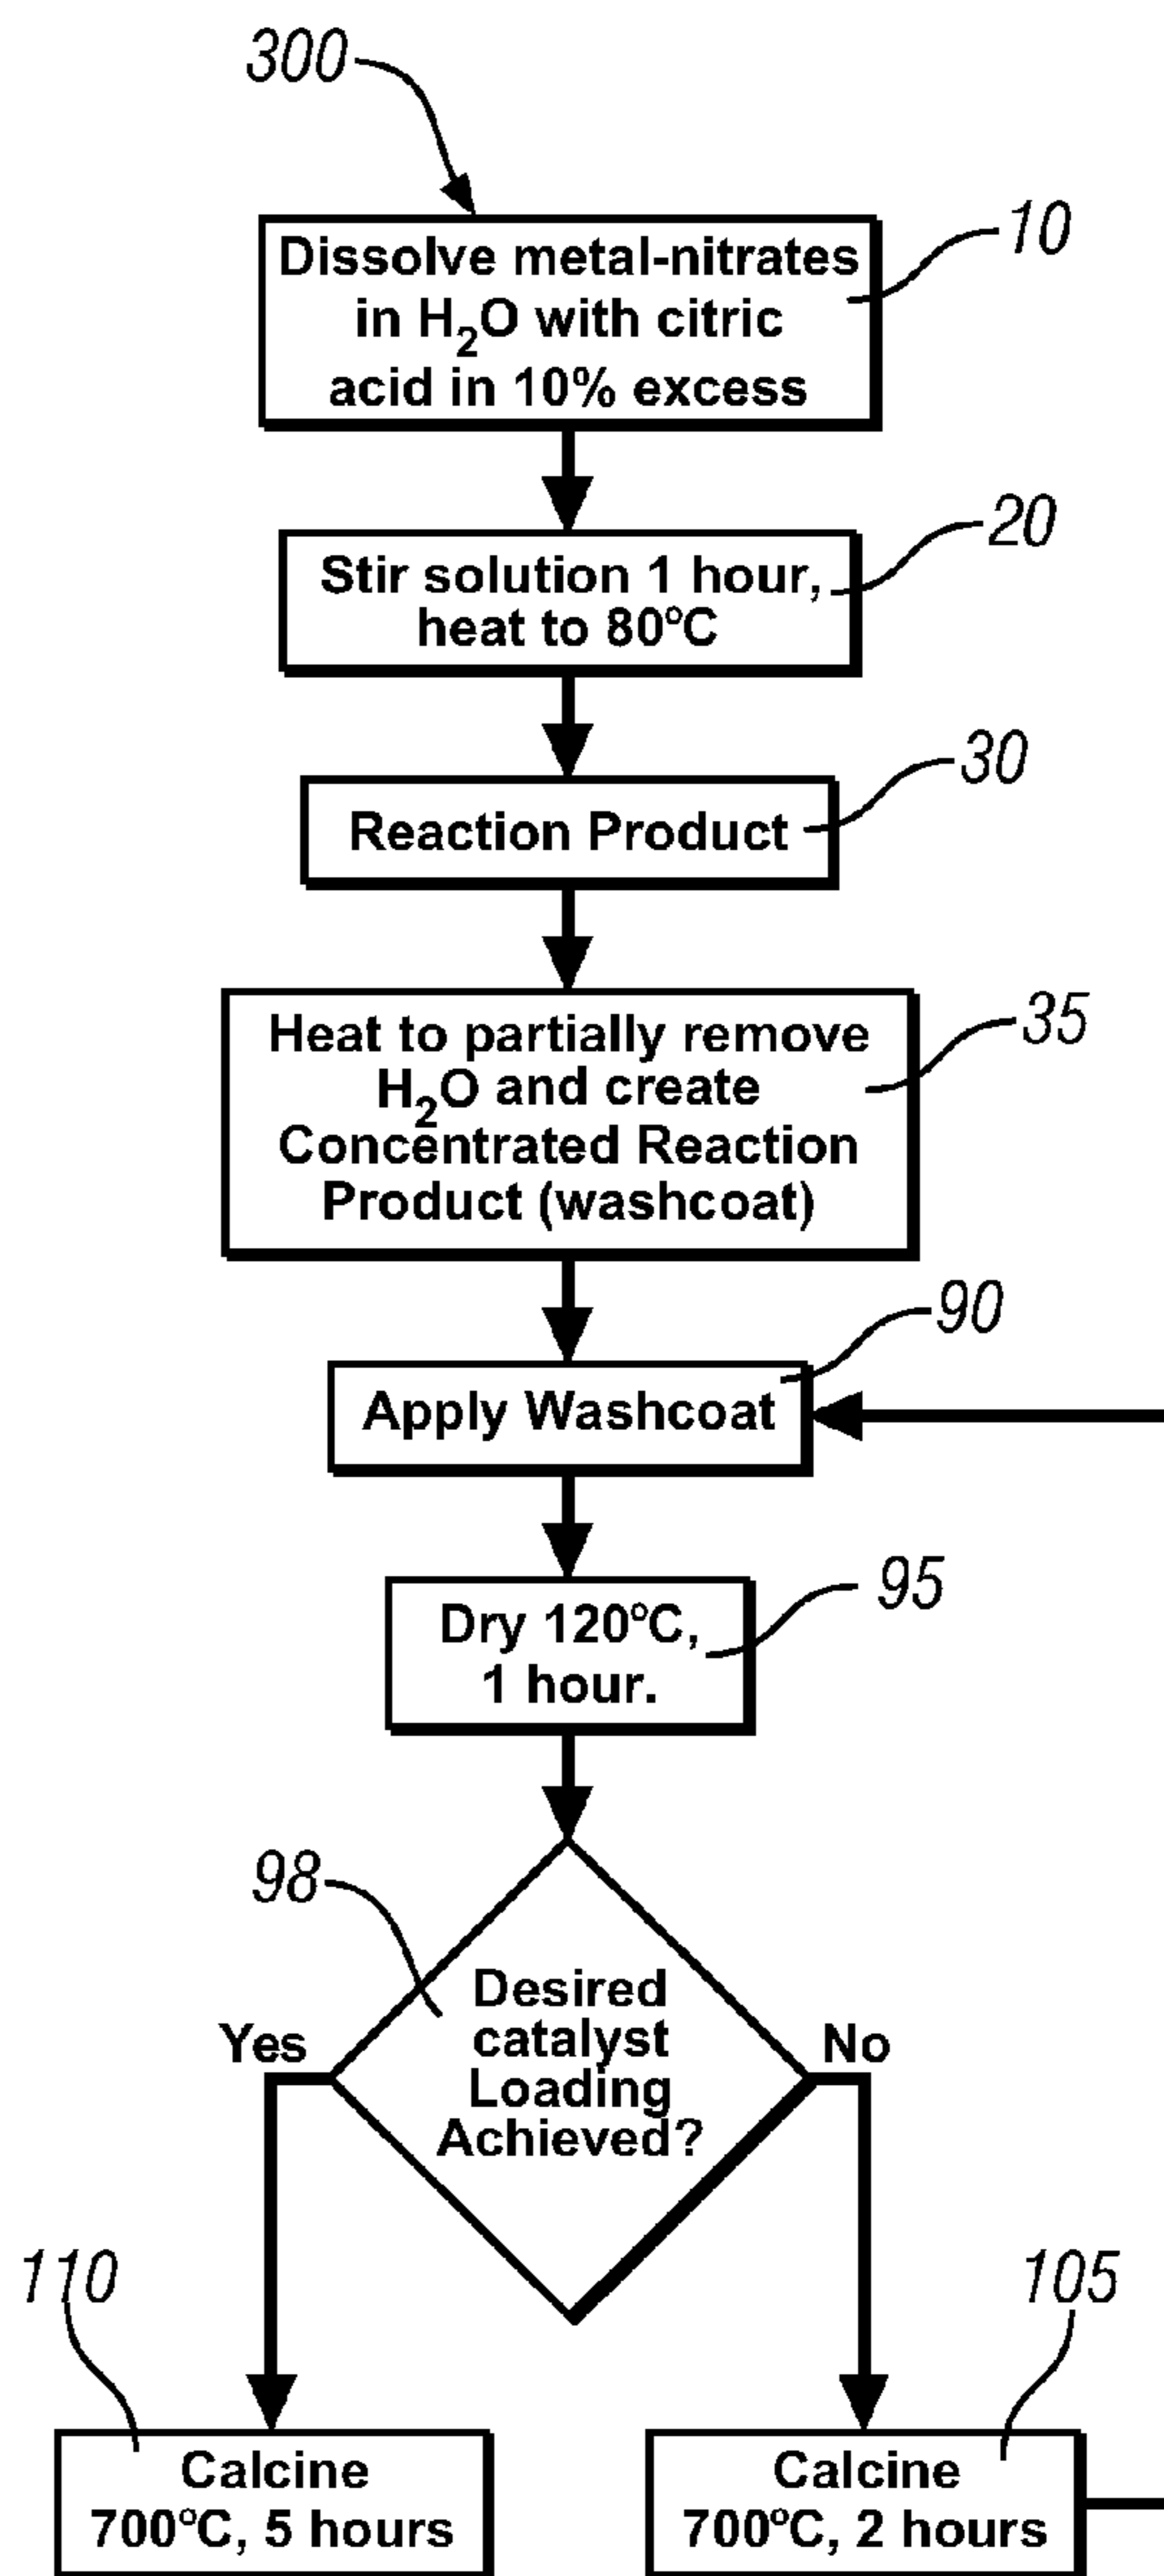 300
10
Dissolve metal-nitrates
in H₂O with citric
acid in 10% excess
20
Stir solution 1 hour,
heat to 80°C
30
Reaction Product
35
Heat to partially remove
H₂O and create
Concentrated Reaction
Product (washcoat)
90
Apply Washcoat
95
Dry 120°C,
1 hour.
98
Desired
catalyst
Loading
Achieved?
Yes
No
110
105
Calcine
700°C, 5 hours
Calcine
700°C, 2 hours